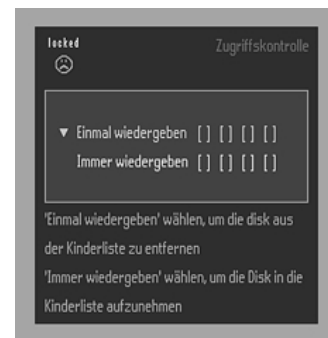 locked
Zugriffskontrolle
▼ Einmal wiedergeben [ ] [ ] [ ] [ ]
Immer wiedergeben [ ] [ ] [ ] [ ]
'Einmal wiedergeben' wählen, um die disk aus
der Kinderliste zu entfernen
'Immer wiedergeben' wählen, um die Disk in die
Kinderliste aufzunehmen